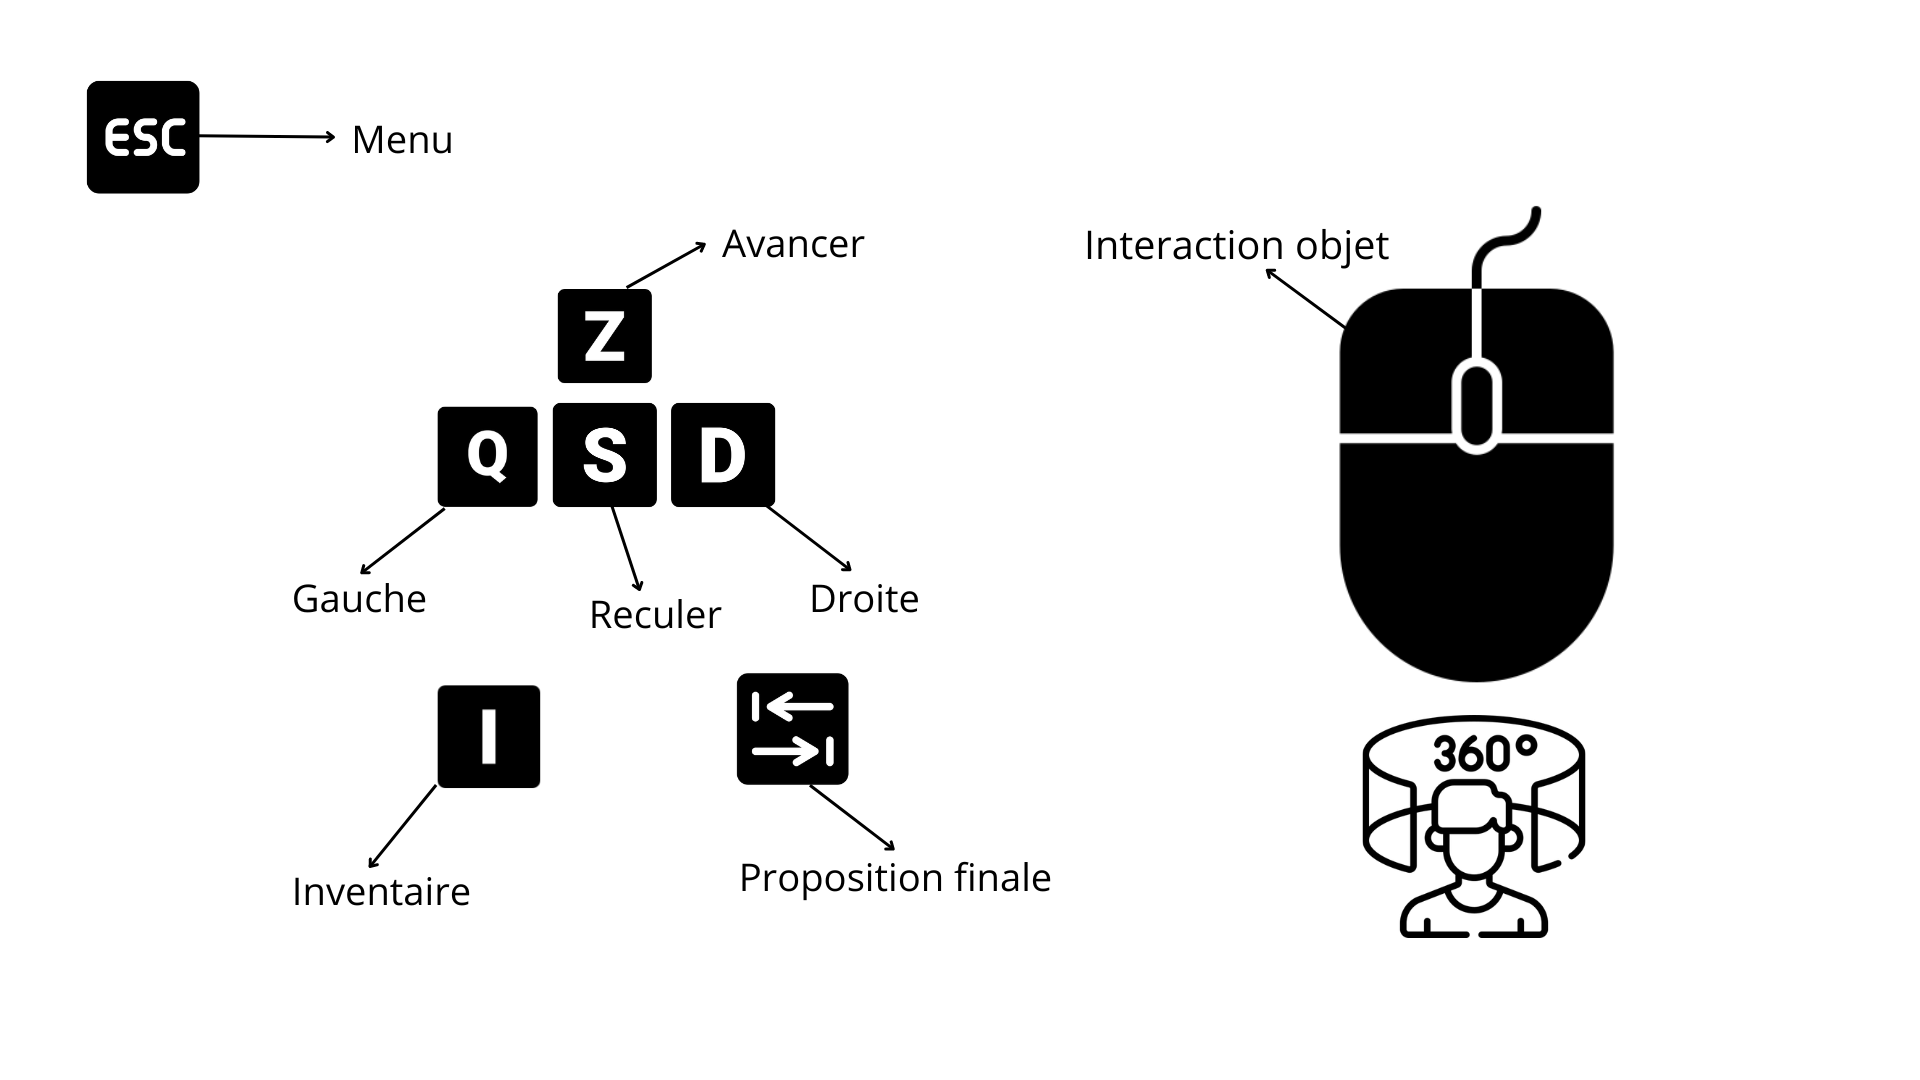 ESC
Menu
Avancer
Interaction objet
Z
Q S D
Gauche
Reculer
Droite
I
360°
Inventaire
Proposition finale